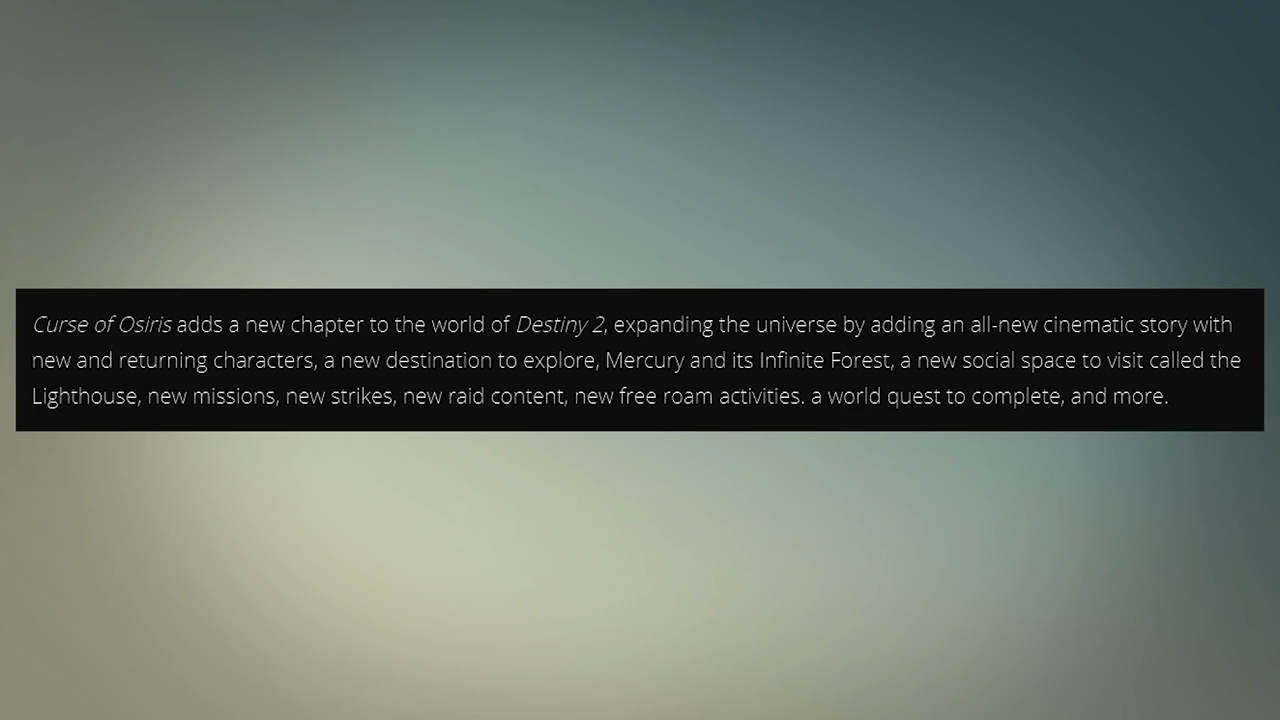 Curse of Osiris adds a new chapter to the world of Destiny 2, expanding the universe by adding an all-new cinematic story with
new and returning characters, a new destination to explore, Mercury and its Infinite Forest, a new social space to visit called the
Lighthouse, new missions, new strikes, new raid content, new free roam activities. a world quest to complete, and more.